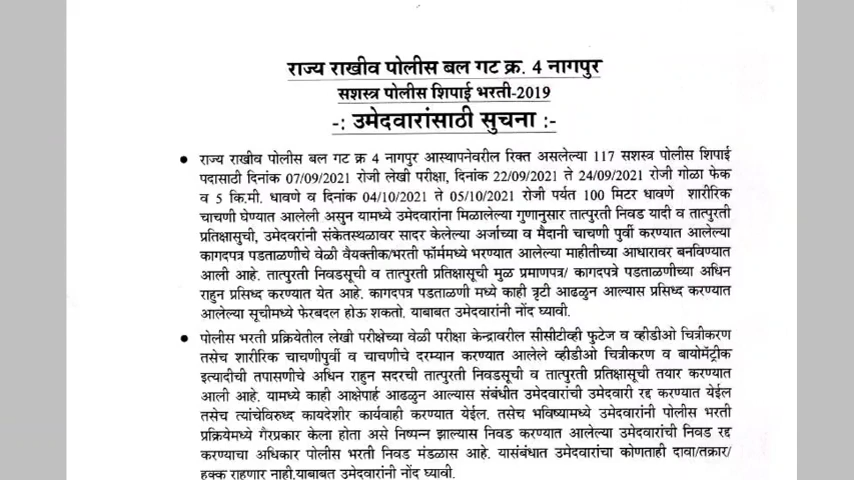 राज्य राखीव पोलीस बल गट क्र. 4 नागपुर
सशस्त्र पोलीस शिपाई भरती-2019
-: उमेदवारांसाठी सुचना :-
● राज्य राखीव पोलीस बल गट क्र 4 नागपुर आस्थापनेवरील रिक्त असलेल्या 117 सशस्त्र पोलीस शिपाई
पदासाठी दिनांक 07/09/2021 रोजी लेखी परीक्षा, दिनांक 22/09/2021 ते 24/09/2021 रोजी गोळा फेक
व 5 कि.मी. धावणे व दिनांक 04/10/2021 ते 05/10/2021 रोजी पर्यत 100 मिटर धावणे शारीरिक
चाचणी घेण्यात आलेली असुन यामध्ये उमेदवारांना मिळालेल्या गुणानुसार तात्पुरती निवड यादी व तात्पुरती
प्रतिक्षासुची, उमेदवारांनी संकेतस्थळावर सादर केलेल्या अर्जाच्या व मैदानी चाचणी पुर्वी करण्यात आलेल्या
कागदपत्र पडताळणीचे वेळी वैयक्तीक/भरती फॉर्ममध्ये भरण्यात आलेल्या माहीतीच्या आधारावर बनविण्यात
आली आहे. तात्पुरती निवडसूची व तात्पुरती प्रतिक्षासूची मुळ प्रमाणपत्र/ कागदपत्रे पडताळणीच्या अधिन
राहुन प्रसिध्द करण्यात येत आहे. कागदपत्र पडताळणी मध्ये काही त्रृटी आढळुन आल्यास प्रसिध्द करण्यात
आलेल्या सूचीमध्ये फेरबदल होऊ शकतो. याबाबत उमेदवारांनी नोंद घ्यावी.
● पोलीस भरती प्रक्रियेतील लेखी परीक्षेच्या वेळी परीक्षा केन्द्रावरील सीसीटीव्ही फुटेज व व्हीडीओ चित्रीकरण
तसेच शारीरिक चाचणीपुर्वी व चाचणीचे दरम्यान करण्यात आलेले व्हीडीओ चित्रीकरण व बायोमॅट्रीक
इत्यादीची तपासणीचे अधिन राहुन सदरची तात्पुरती निवडसूची व तात्पुरती प्रतिक्षासूची तयार करण्यात
आली आहे. यामध्ये काही आक्षेपार्ह आढळुन आल्यास संबंधीत उमेदवारांची उमेदवारी रद्द करण्यात येईल
तसेच त्यांचेविरुध्द कायदेशीर कार्यवाही करण्यात येईल. तसेच भविष्यामध्ये उमेदवारांनी पोलीस भरती
प्रक्रियेमध्ये गैरप्रकार केला होता असे निष्पन्न झाल्यास निवड करण्यात आलेल्या उमेदवारांची निवड रद्द
करण्याचा अधिकार पोलीस भरती निवड मंडळास आहे. यासंबंधात उमेदवारांचा कोणताही दावा/तक्रार/
हक्क राहणार नाही.याबाबत उमेदवारांनी नोंद घ्यावी.